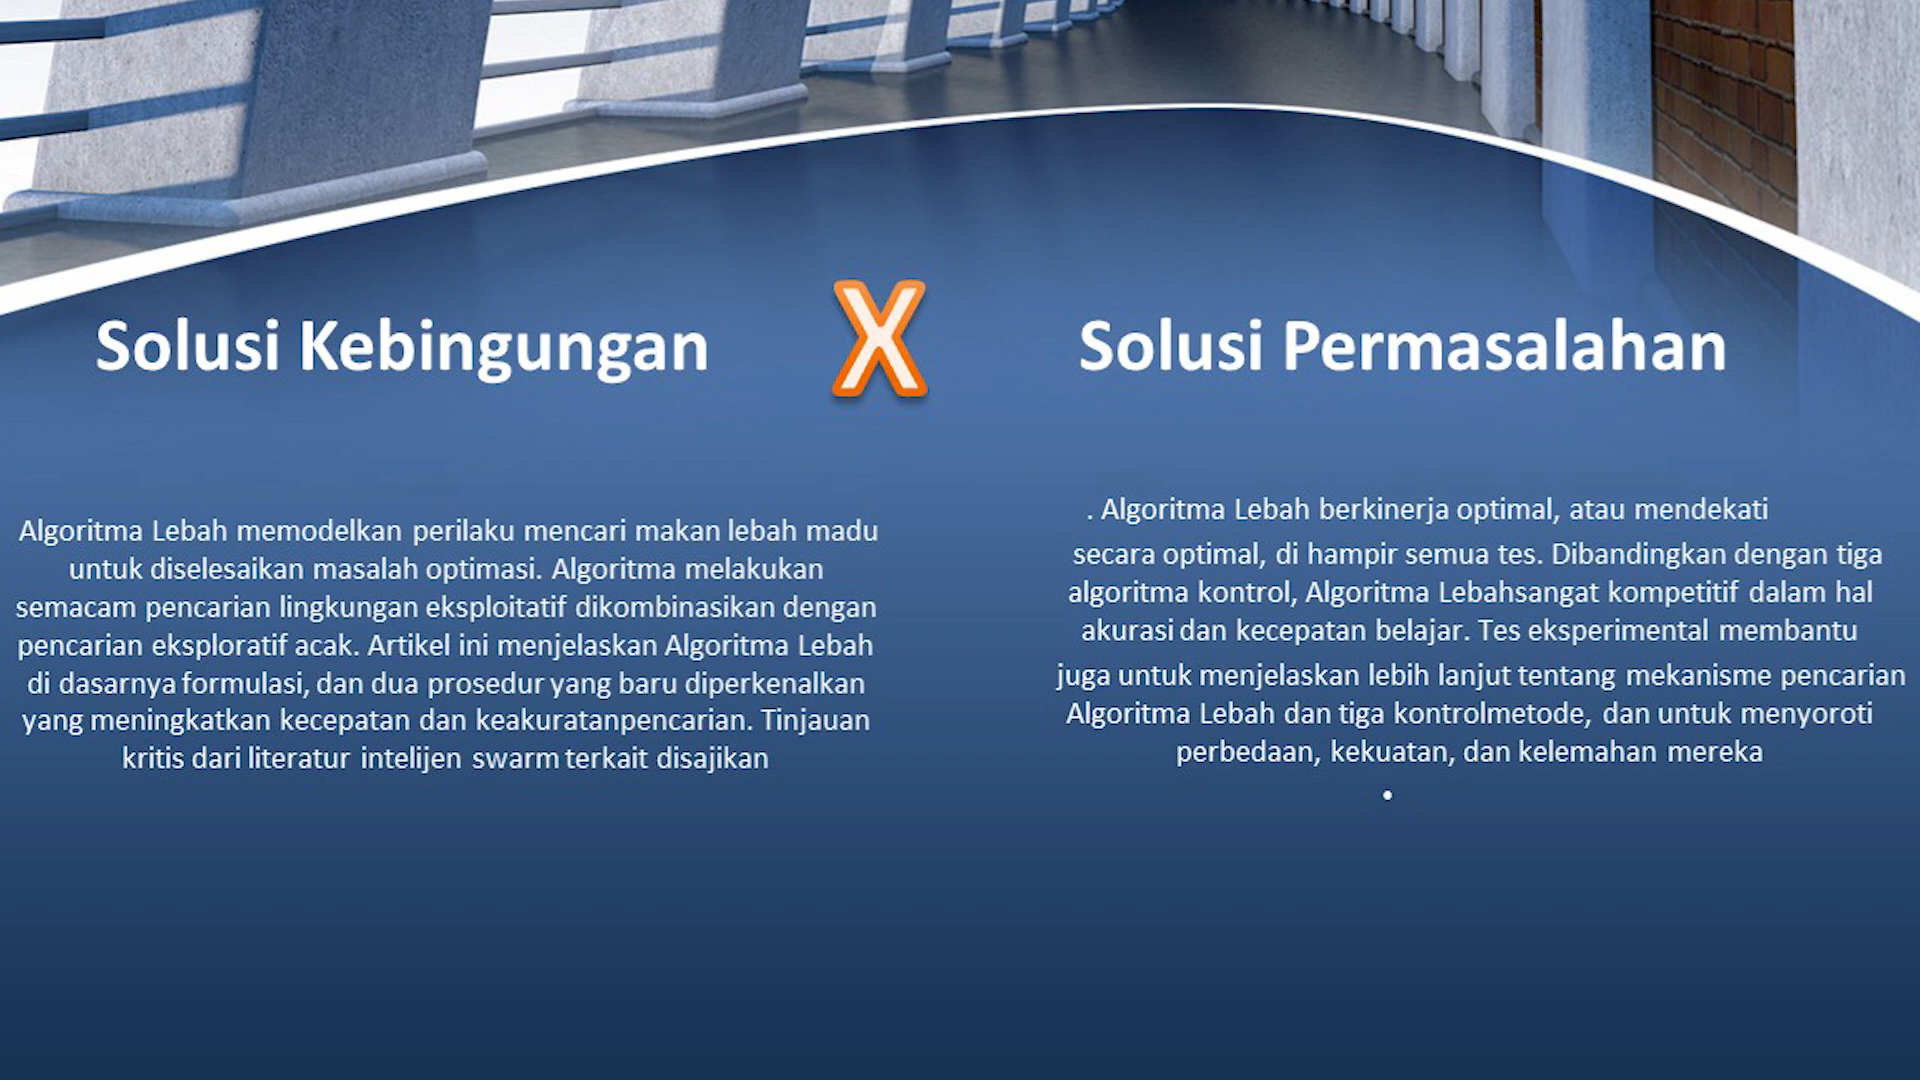 Solusi Kebingungan
X
Solusi Permasalahan
Algoritma Lebah memodelkan perilaku mencari makan lebah madu
untuk diselesaikan masalah optimasi. Algoritma melakukan
semacam pencarian lingkungan eksploitatif dikombinasikan dengan
pencarian eksploratif acak. Artikel ini menjelaskan Algoritma Lebah
di dasarnya formulasi, dan dua prosedur yang baru diperkenalkan
yang meningkatkan kecepatan dan keakuratanpencarian. Tinjauan
kritis dari literatur intelijen swarm terkait disajikan
. Algoritma Lebah berkinerja optimal, atau mendekati
secara optimal, di hampir semua tes. Dibandingkan dengan tiga
algoritma kontrol, Algoritma Lebahsangat kompetitif dalam hal
akurasi dan kecepatan belajar. Tes eksperimental membantu
juga untuk menjelaskan lebih lanjut tentang mekanisme pencarian
Algoritma Lebah dan tiga kontrolmetode, dan untuk menyoroti
perbedaan, kekuatan, dan kelemahan mereka
•